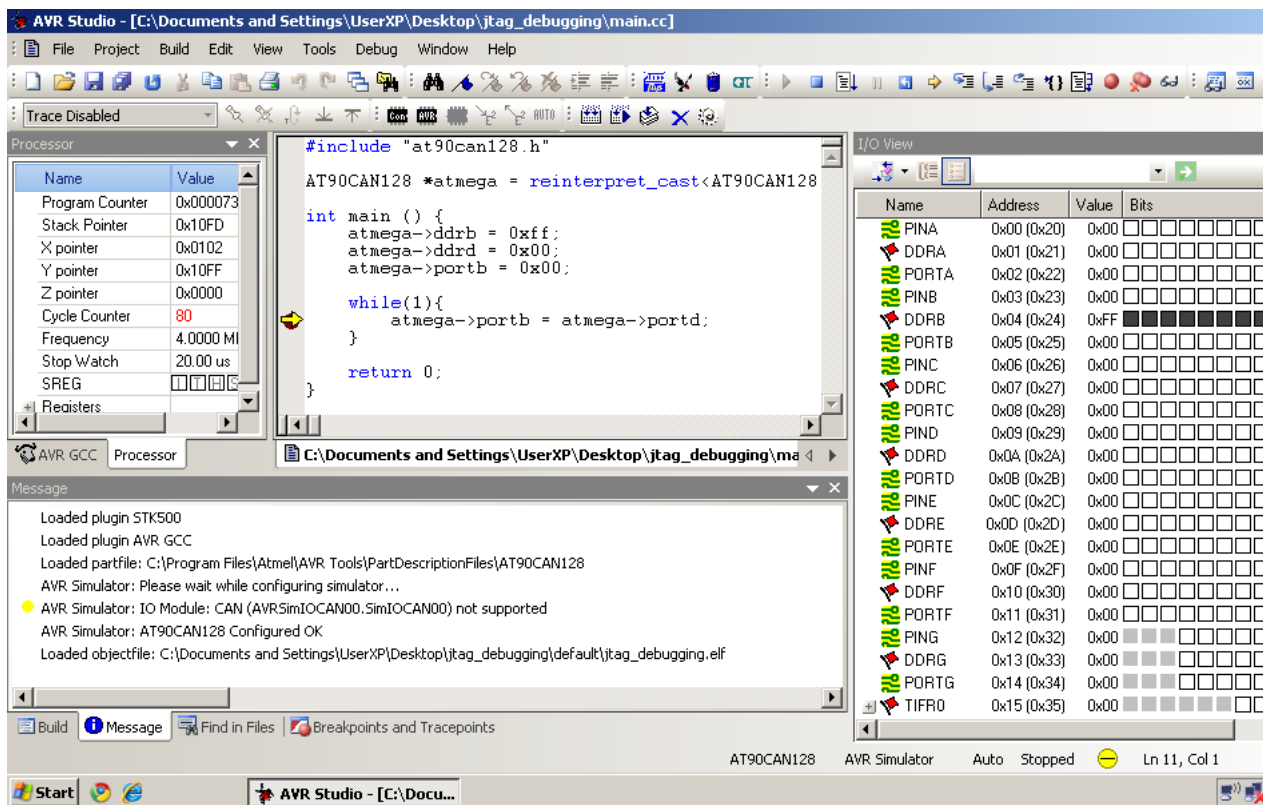 AVR Studio - [C:\Documents and Settings\UserXP\Desktop\jtag_debugging\main.cc]
File Project Build Edit View Tools Debug Window Help
Trace Disabled
AUTO
Processor
Name Value
Program Counter 0x000073
Stack Pointer 0x10FD
X pointer 0x0102
Y pointer 0x10FF
Z pointer 0x0000
Cycle Counter 80
Frequency 4.0000 M
Stop Watch 20.00 us
SREG I T H S
Registers
AVR GCC Processor
#include "at90can128.h"
AT90CAN128 *atmega = reinterpret_cast<AT90CAN128
int main () {
atmega->ddrb = 0xff;
atmega->ddrd = 0x00;
atmega->portb = 0x00;
while(1){
atmega->portb = atmega->portd;
}
return 0;
}
C:\Documents and Settings\UserXP\Desktop\jtag_debugging\ma
I/O View
Name Address Value Bits
PINA 0x00 (0x20) 0x00
DDRA 0x01 (0x21) 0x00
PORTA 0x02 (0x22) 0x00
PINB 0x03 (0x23) 0x00
DDRB 0x04 (0x24) 0xFF
PORTB 0x05 (0x25) 0x00
PINC 0x06 (0x26) 0x00
DDRC 0x07 (0x27) 0x00
PORTC 0x08 (0x28) 0x00
PIND 0x09 (0x29) 0x00
DDRD 0x0A (0x2A) 0x00
PORTD 0x0B (0x2B) 0x00
PINE 0x0C (0x2C) 0x00
DDRE 0x0D (0x2D) 0x00
PORTE 0x0E (0x2E) 0x00
PINF 0x0F (0x2F) 0x00
DDRF 0x10 (0x30) 0x00
PORTF 0x11 (0x31) 0x00
PING 0x12 (0x32) 0x00
DDRG 0x13 (0x33) 0x00
PORTG 0x14 (0x34) 0x00
TIFR0 0x15 (0x35) 0x00
Message
Loaded plugin STK500
Loaded plugin AVR GCC
Loaded partfile: C:\Program Files\Atmel\AVR Tools\PartDescriptionFiles\AT90CAN128
AVR Simulator: Please wait while configuring simulator...
AVR Simulator: IO Module: CAN (AVRSimIOCAN00.SimIOCAN00) not supported
AVR Simulator: AT90CAN128 Configured OK
Loaded objectfile: C:\Documents and Settings\UserXP\Desktop\jtag_debugging\default\jtag_debugging.elf
Build Message Find in Files Breakpoints and Tracepoints
AT90CAN128 AVR Simulator Auto Stopped Ln 11, Col 1
Start AVR Studio - [C:\Docu...